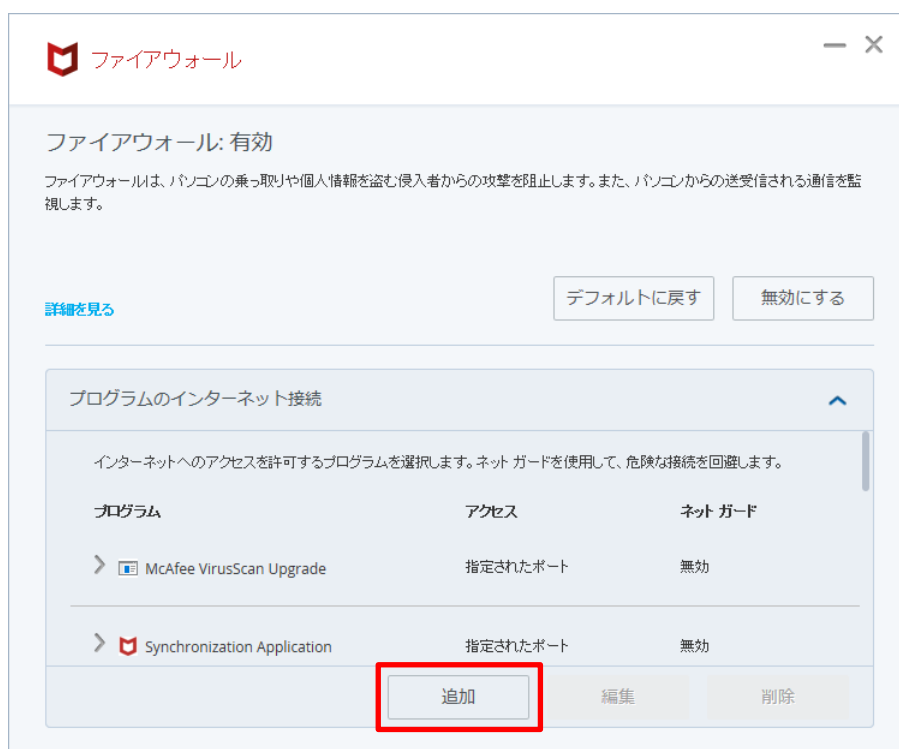 ファイアウォール
ファイアウォール: 有効
ファイアウォールは、パソコンの乗っ取りや個人情報を盗む侵入者からの攻撃を阻止します。また、パソコンからの送受信される通信を監
視します。
詳細を見る デフォルトに戻す 無効にする
プログラムのインターネット接続
インターネットへのアクセスを許可するプログラムを選択します。ネット ガードを使用して、危険な接続を回避します。
プログラム アクセス ネット ガード
McAfee VirusScan Upgrade 指定されたポート 無効
Synchronization Application 指定されたポート 無効
追加 編集 削除